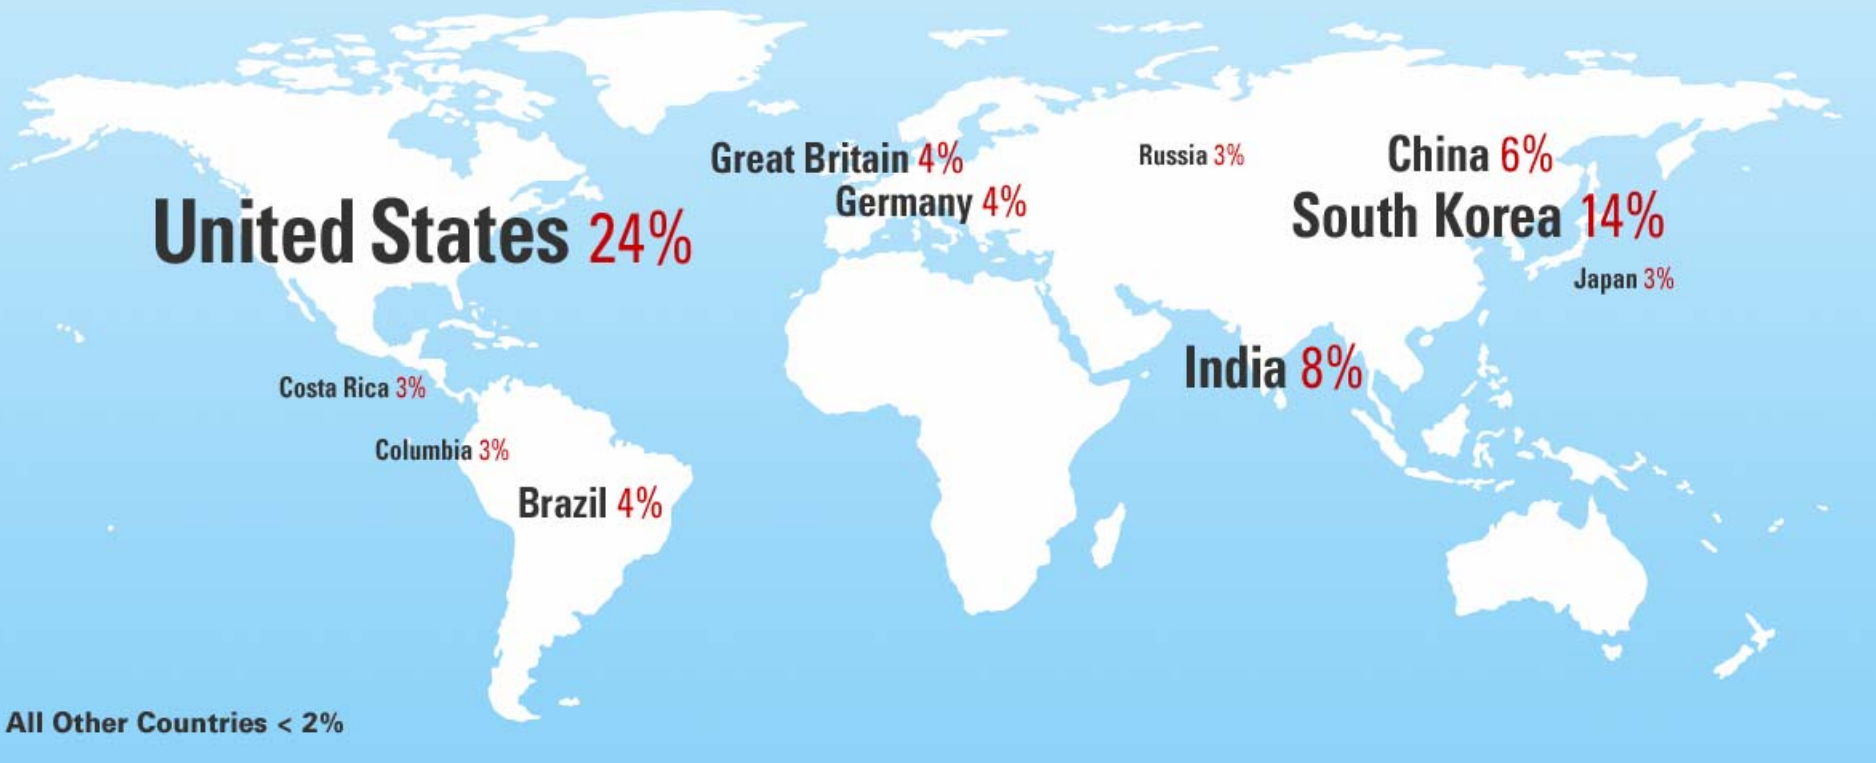 Great Britain 4%
Germany 4%
Russia 3%
China 6%
United States 24%
South Korea 14%
Japan 3%
India 8%
Costa Rica 3%
Columbia 3%
Brazil 4%
All Other Countries < 2%